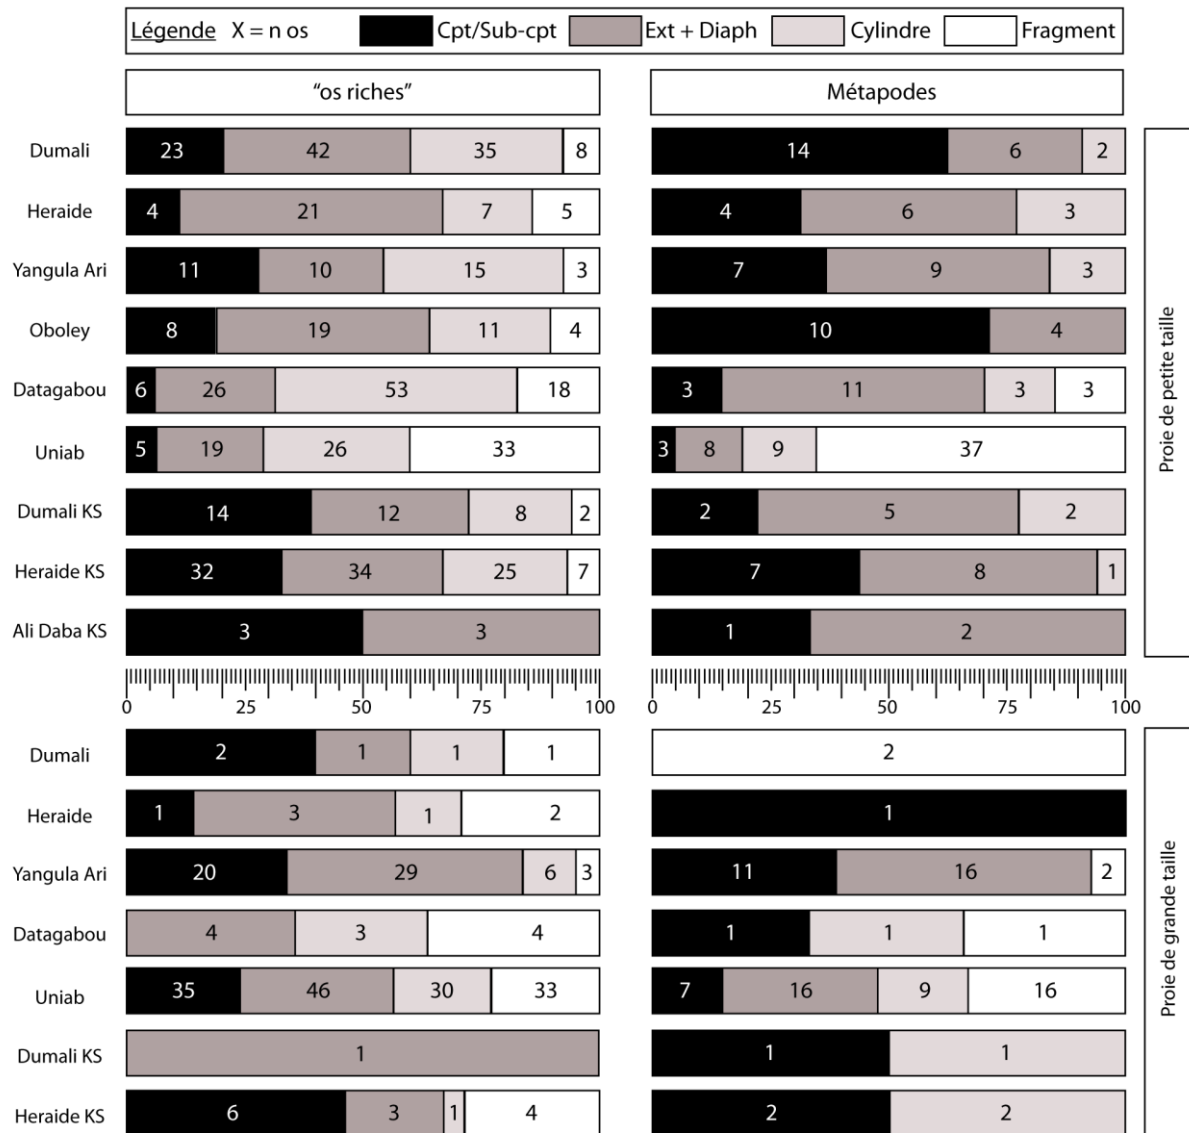 Légende X = n os Cpt/Sub-cpt Ext + Diaph Cylindre Fragment
“os riches” Métapodes
Dumali 23 42 35 8 14 6 2
Heraide 4 21 7 5 4 6 3
Yangula Ari 11 10 15 3 7 9 3
Oboley 8 19 11 4 10 4
Datagabou 6 26 53 18 3 11 3 3
Uniab 5 19 26 33 3 8 9 37
Dumali KS 14 12 8 2 2 5 2
Heraide KS 32 34 25 7 7 8 1
Ali Daba KS 3 3 1 2
Proie de petite taille
0 25 50 75 100 0 25 50 75 100
Dumali 2 1 1 1 2
Heraide 1 3 1 2 1
Yangula Ari 20 29 6 3 11 16 2
Datagabou 4 3 4 1 1 1
Uniab 35 46 30 33 7 16 9 16
Dumali KS 1 1 1
Heraide KS 6 3 1 4 2 2
Proie de grande taille